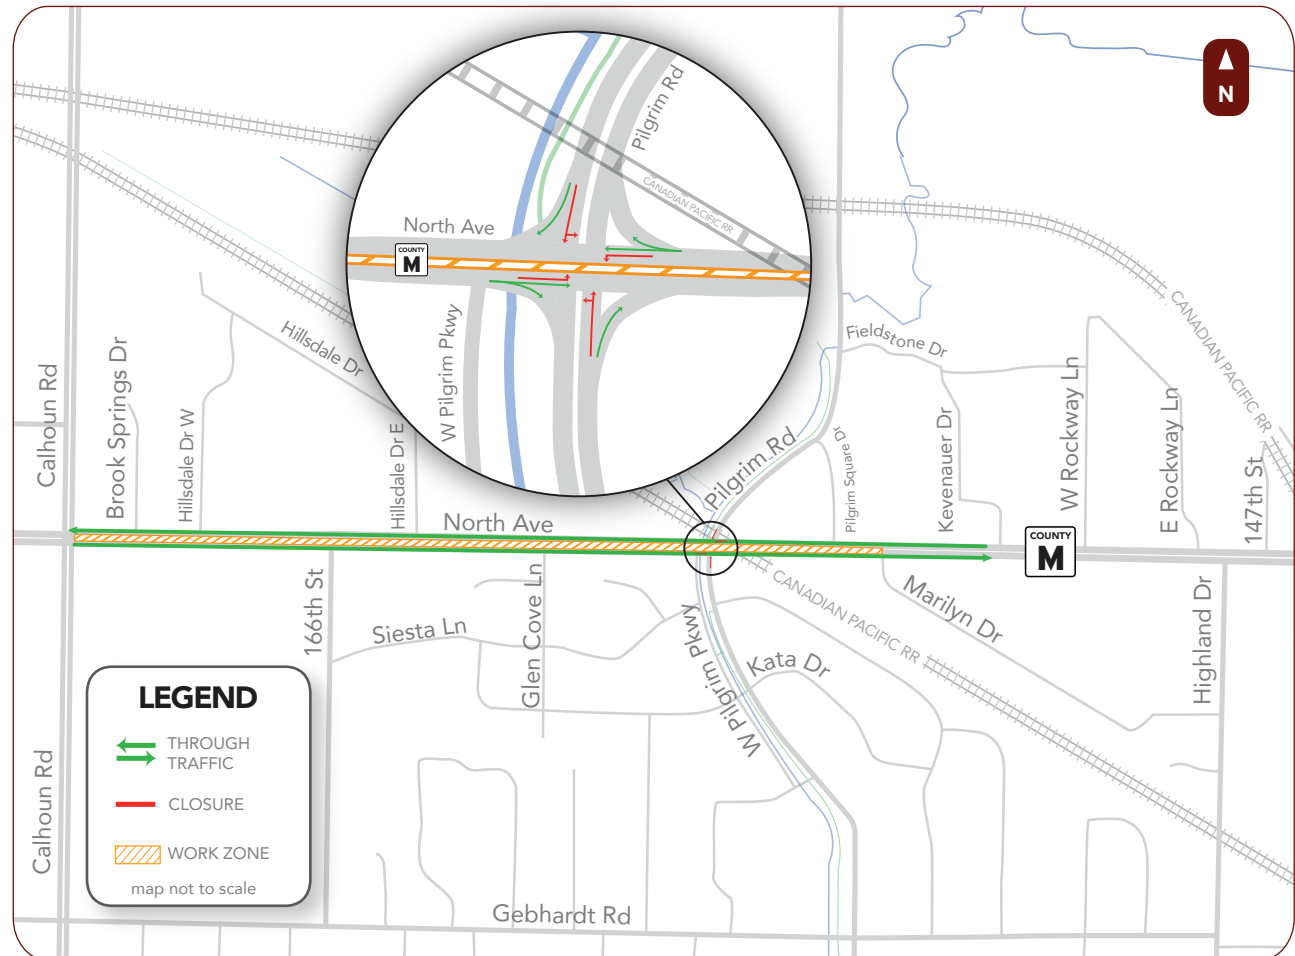 N
Pilgrim Rd
CANADIAN PACIFIC RR
North Ave
COUNTY
M
W Pilgrim Pkwy
CANADIAN PACIFIC RR
Calhoun Rd
Brook Springs Dr
Hillsdale Dr W
Hillsdale Dr
Hillsdale Dr E
Fieldstone Dr
Pilgrim Rd
Pilgrim Square Dr
Kevenauer Dr
W Rockway Ln
E Rockway Ln
147th St
North Ave
COUNTY
M
166th St
Siesta Ln
Glen Cove Ln
W Pilgrim Pkwy
Kata Dr
CANADIAN PACIFIC RR
Marilyn Dr
Highland Dr
Calhoun Rd
LEGEND
THROUGH
TRAFFIC
CLOSURE
WORK ZONE
map not to scale
Gebhardt Rd